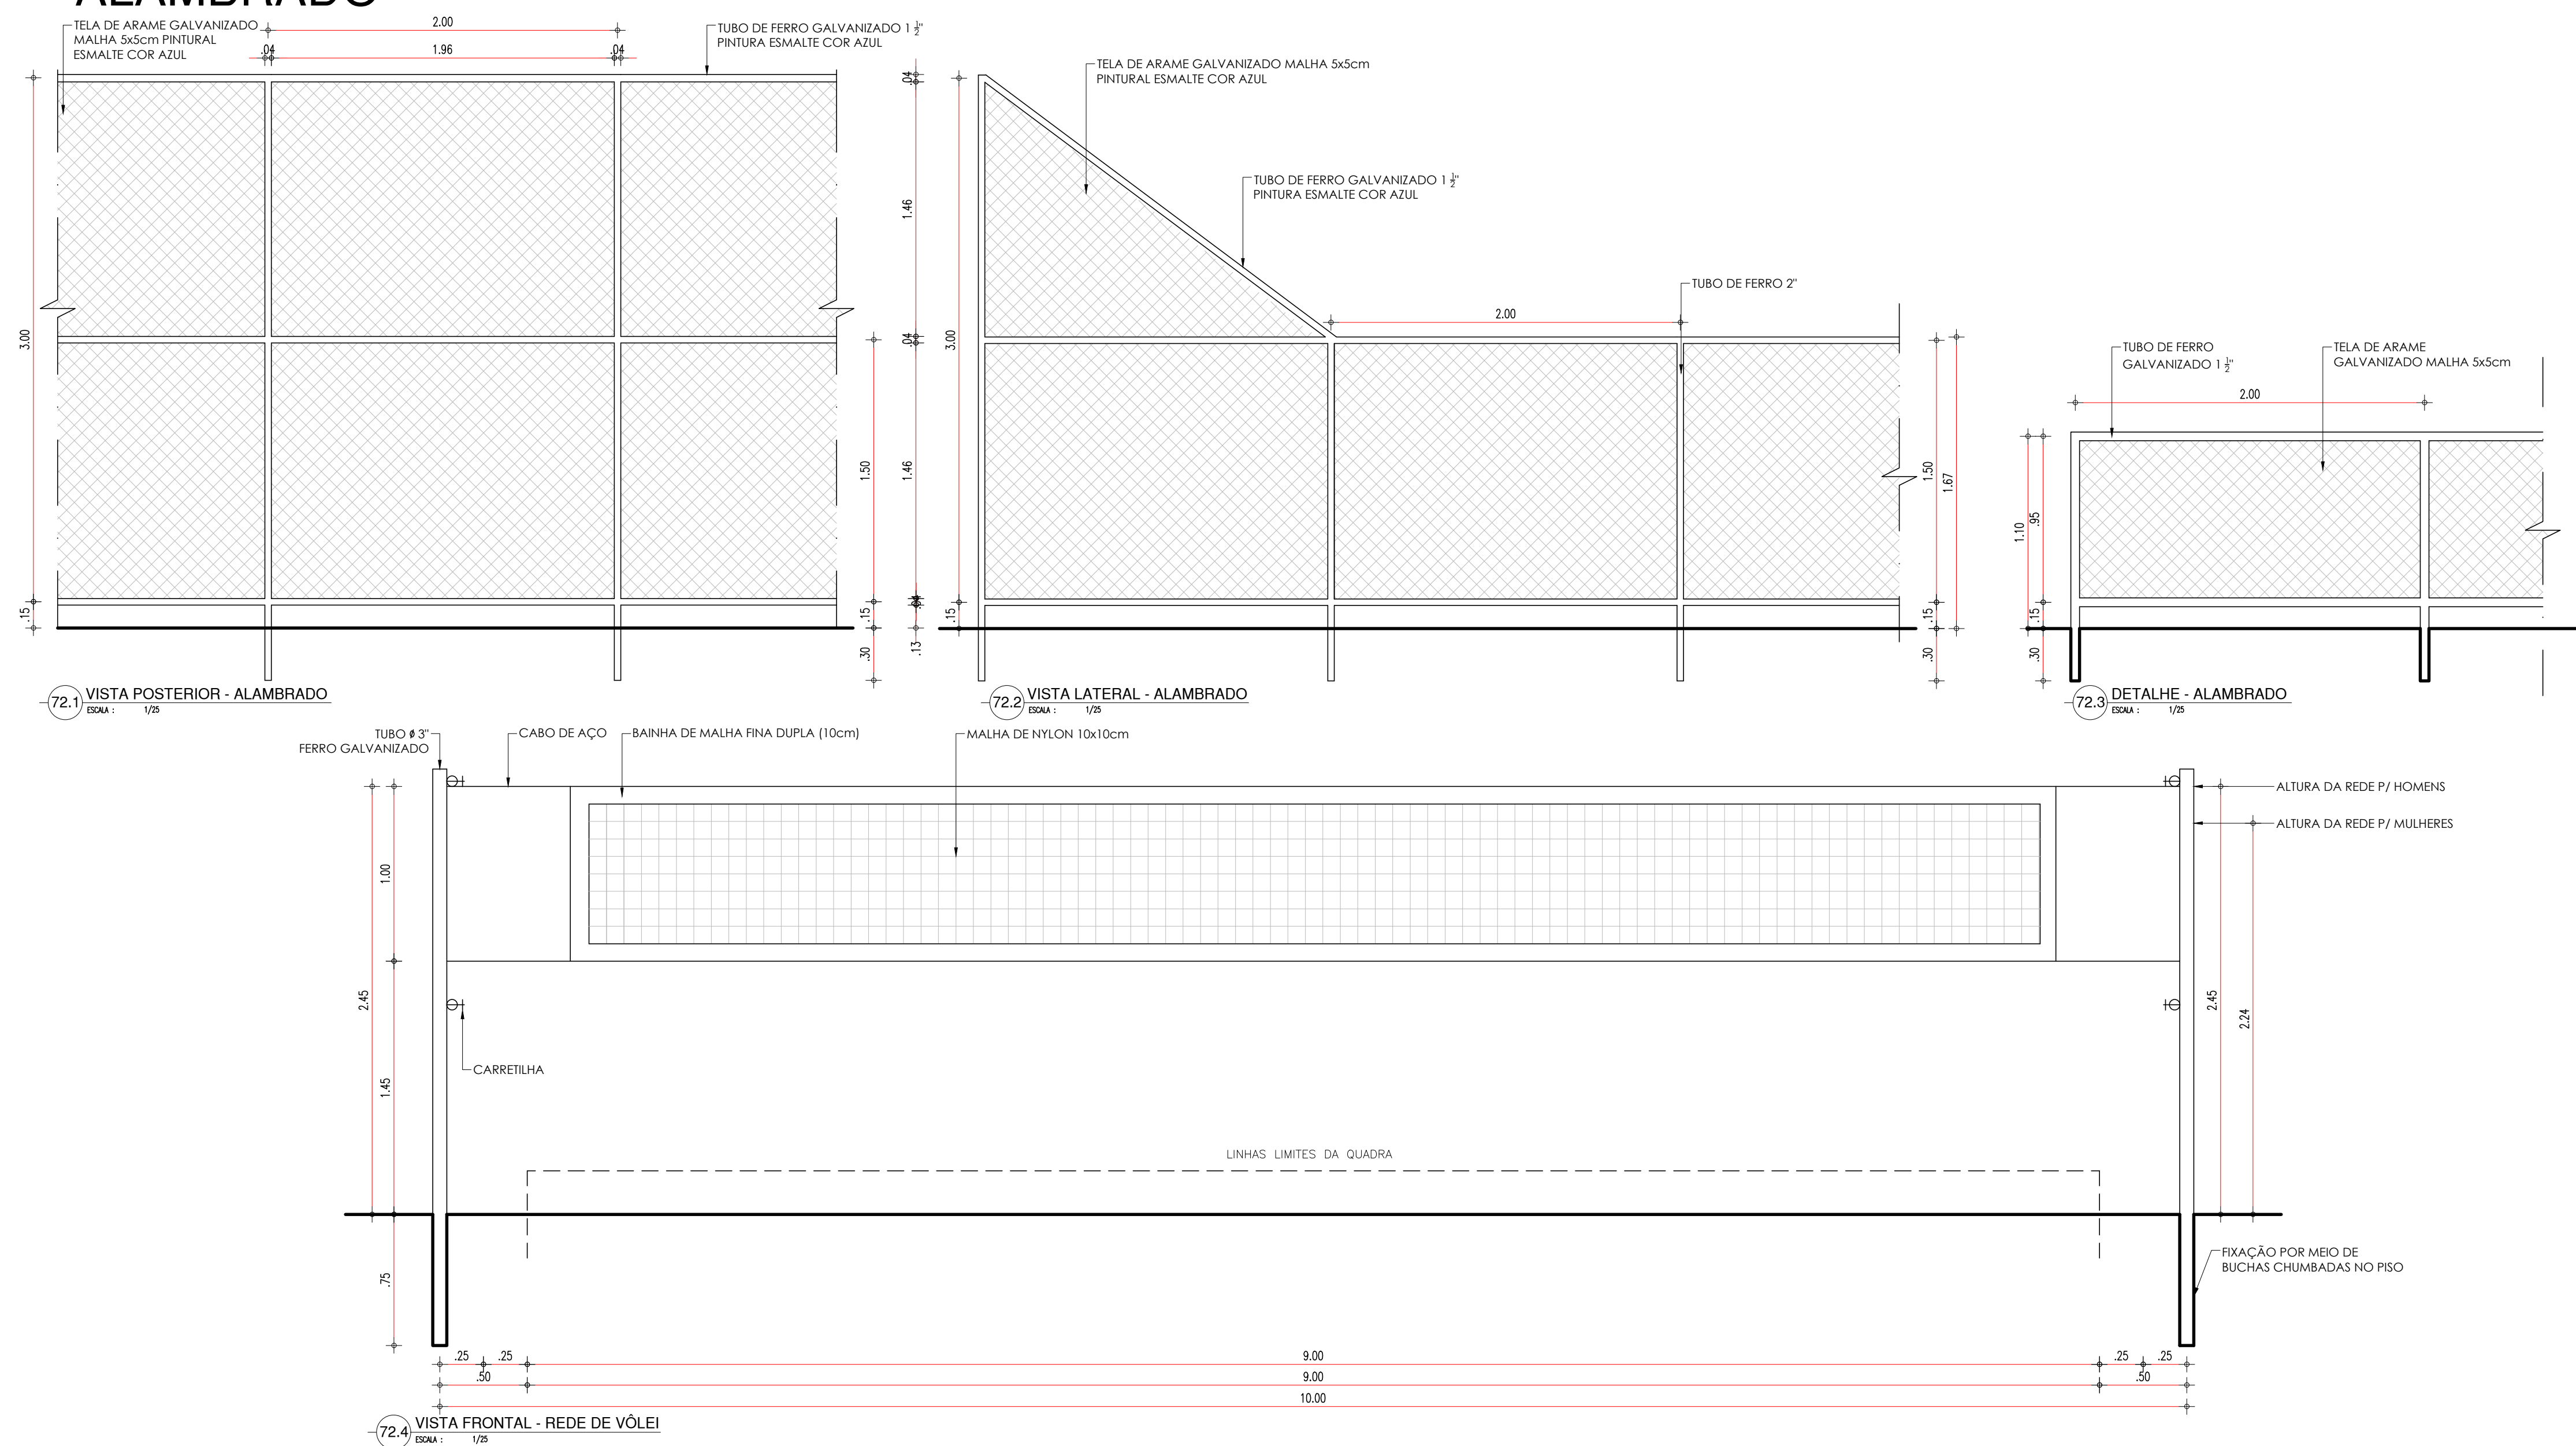 ALAMBRADO
TELA DE ARAME GALVANIZADO
MALHA 5x5cm PINTURAL
ESMALTE COR AZUL
2.00
.04
1.96
.04
TUBO DE FERRO GALVANIZADO 1 1/2"
PINTURA ESMALTE COR AZUL
3.00
.15
1.50
.15
.30
72.1
VISTA POSTERIOR - ALAMBRADO
ESCALA : 1/25
.04
1.46
.04
1.46
.04
.13
3.00
.15
TELA DE ARAME GALVANIZADO MALHA 5x5cm
PINTURAL ESMALTE COR AZUL
TUBO DE FERRO GALVANIZADO 1 1/2"
PINTURA ESMALTE COR AZUL
TUBO DE FERRO 2"
2.00
1.50
1.67
.15
.30
72.2
VISTA LATERAL - ALAMBRADO
ESCALA : 1/25
TUBO DE FERRO
GALVANIZADO 1 1/2"
TELA DE ARAME
GALVANIZADO MALHA 5x5cm
2.00
1.10
.95
.15
.30
72.3
DETALHE - ALAMBRADO
ESCALA : 1/25
TUBO Ø 3"
FERRO GALVANIZADO
CABO DE AÇO
BAINHA DE MALHA FINA DUPLA (10cm)
MALHA DE NYLON 10x10cm
ALTURA DA REDE P/ HOMENS
ALTURA DA REDE P/ MULHERES
1.00
2.45
1.45
.75
CARRETILHA
2.45
2.24
LINHAS LIMITES DA QUADRA
FIXAÇÃO POR MEIO DE
BUCHAS CHUMBADAS NO PISO
.25
.25
9.00
.25
.25
.50
9.00
.50
10.00
72.4
VISTA FRONTAL - REDE DE VÔLEI
ESCALA : 1/25